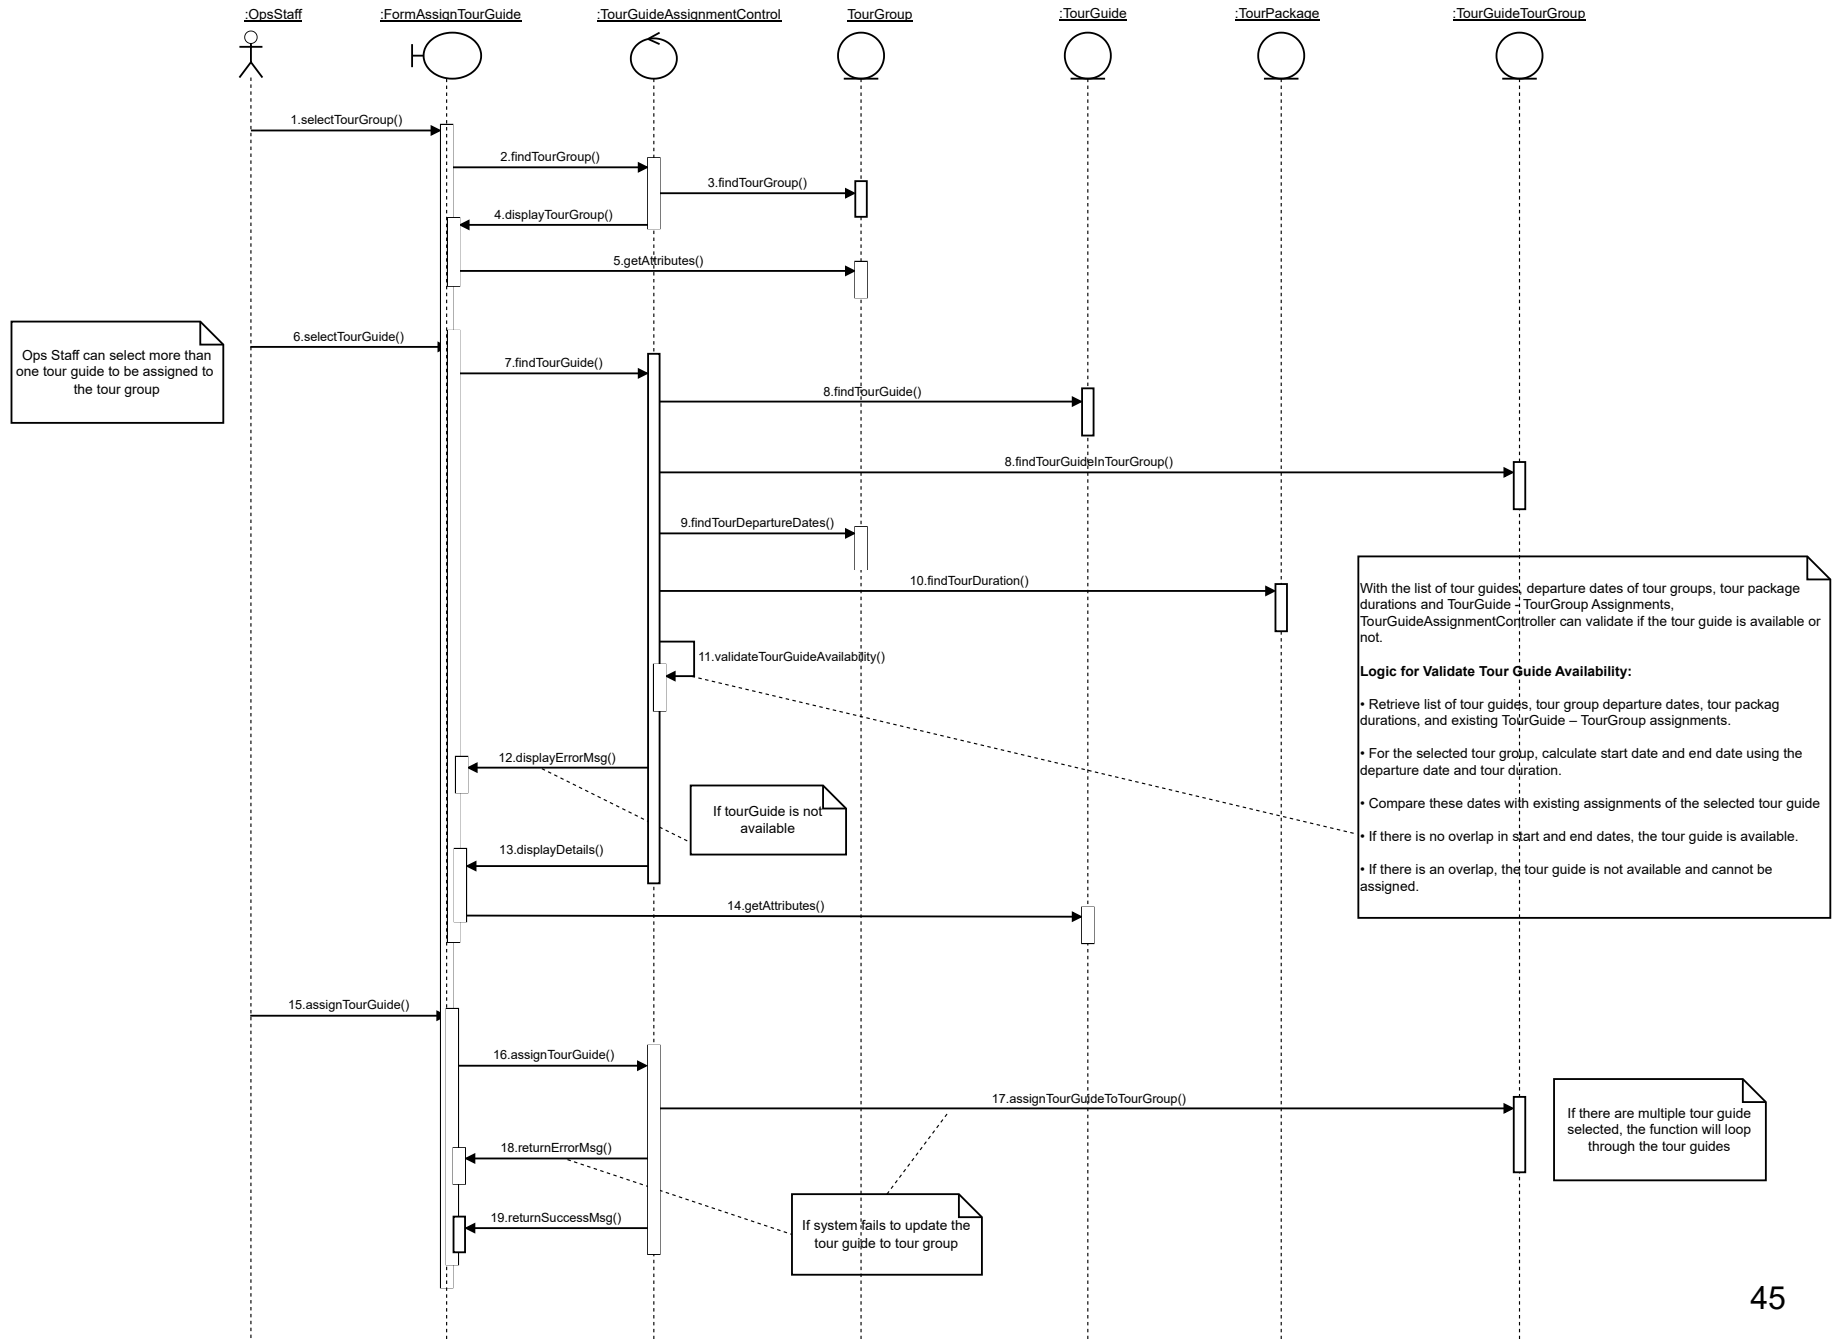 :OpsStaff
:FormAssignTourGuide
:TourGuideAssignmentControl
TourGroup
:TourGuide
:TourPackage
:TourGuideTourGroup
1.selectTourGroup()
2.findTourGroup()
3.findTourGroup()
4.displayTourGroup()
5.getAttributes()
Ops Staff can select more than
one tour guide to be assigned to
the tour group
6.selectTourGuide()
7.findTourGuide()
8.findTourGuide()
8.findTourGuideInTourGroup()
9.findTourDepartureDates()
10.findTourDuration()
11.validateTourGuideAvailability()
With the list of tour guides, departure dates of tour groups, tour package
durations and TourGuide - TourGroup Assignments,
TourGuideAssignmentController can validate if the tour guide is available or
not.
Logic for Validate Tour Guide Availability:
• Retrieve list of tour guides, tour group departure dates, tour packag
durations, and existing TourGuide – TourGroup assignments.
• For the selected tour group, calculate start date and end date using the
departure date and tour duration.
• Compare these dates with existing assignments of the selected tour guide
• If there is no overlap in start and end dates, the tour guide is available.
• If there is an overlap, the tour guide is not available and cannot be
assigned.
12.displayErrorMsg()
If tourGuide is not
available
13.displayDetails()
14.getAttributes()
15.assignTourGuide()
16.assignTourGuide()
17.assignTourGuideToTourGroup()
If there are multiple tour guide
selected, the function will loop
through the tour guides
18.returnErrorMsg()
19.returnSuccessMsg()
If system fails to update the
tour guide to tour group
45